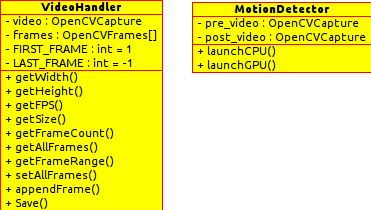 VideoHandler
- video : OpenCVCapture
- frames : OpenCVFrames[]
- FIRST_FRAME : int = 1
- LAST_FRAME : int = -1
+ getWidth()
+ getHeight()
+ getFPS()
+ getSize()
+ getFrameCount()
+ getAllFrames()
+ getFrameRange()
+ setAllFrames()
+ appendFrame()
+ Save()
MotionDetector
- pre_video : OpenCVCapture
- post_video : OpenCVCapture
+ launchCPU()
+ launchGPU()